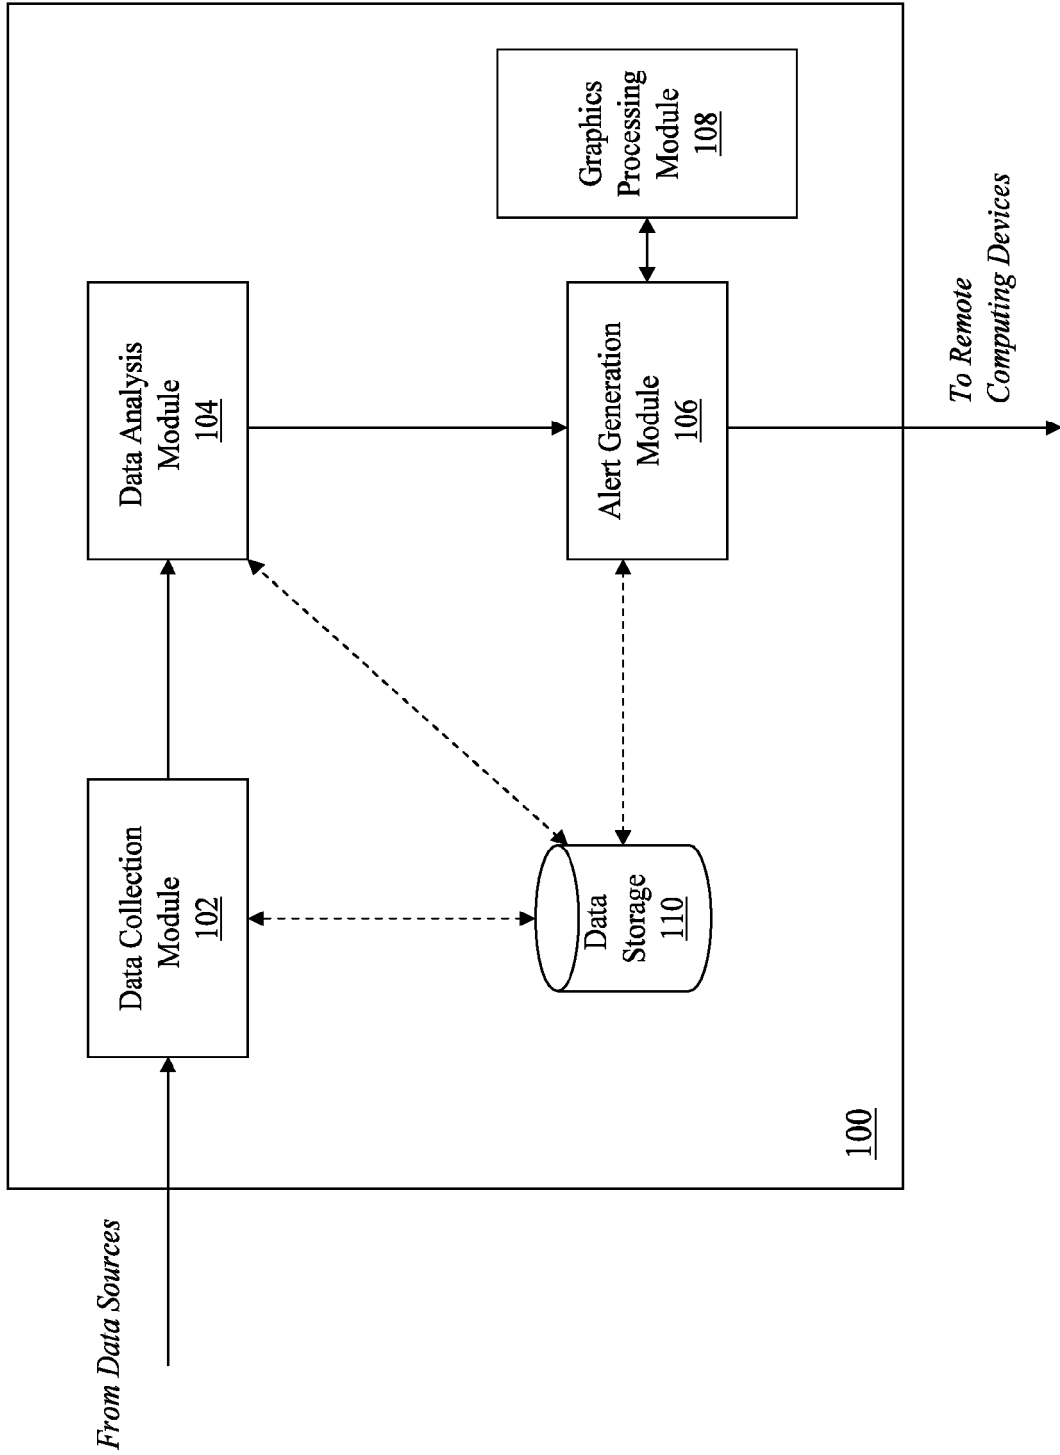 From Data Sources
Data Collection
Module
102
Data Analysis
Module
104
Data
Storage
110
Alert Generation
Module
106
Graphics
Processing
Module
108
100
To Remote
Computing Devices